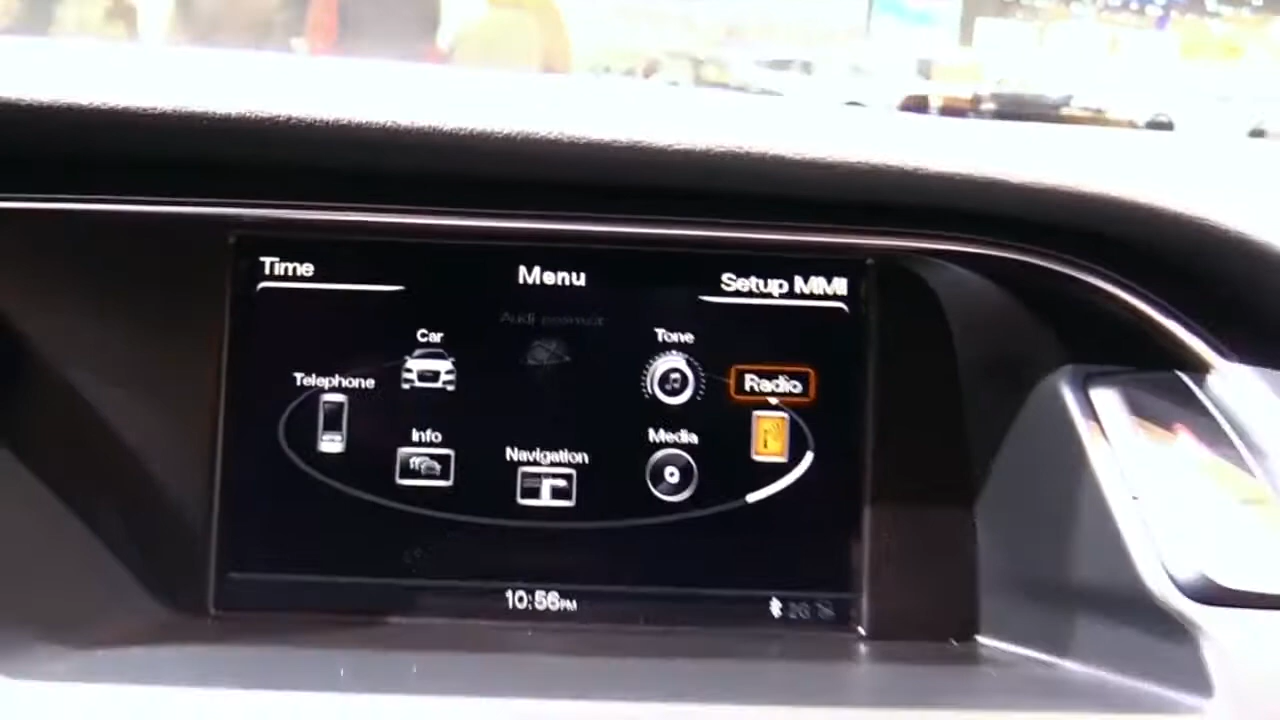 Time
Menu
Setup MMI
Car
Tone
Telephone
Radio
Info
Media
Navigation
10:56PM